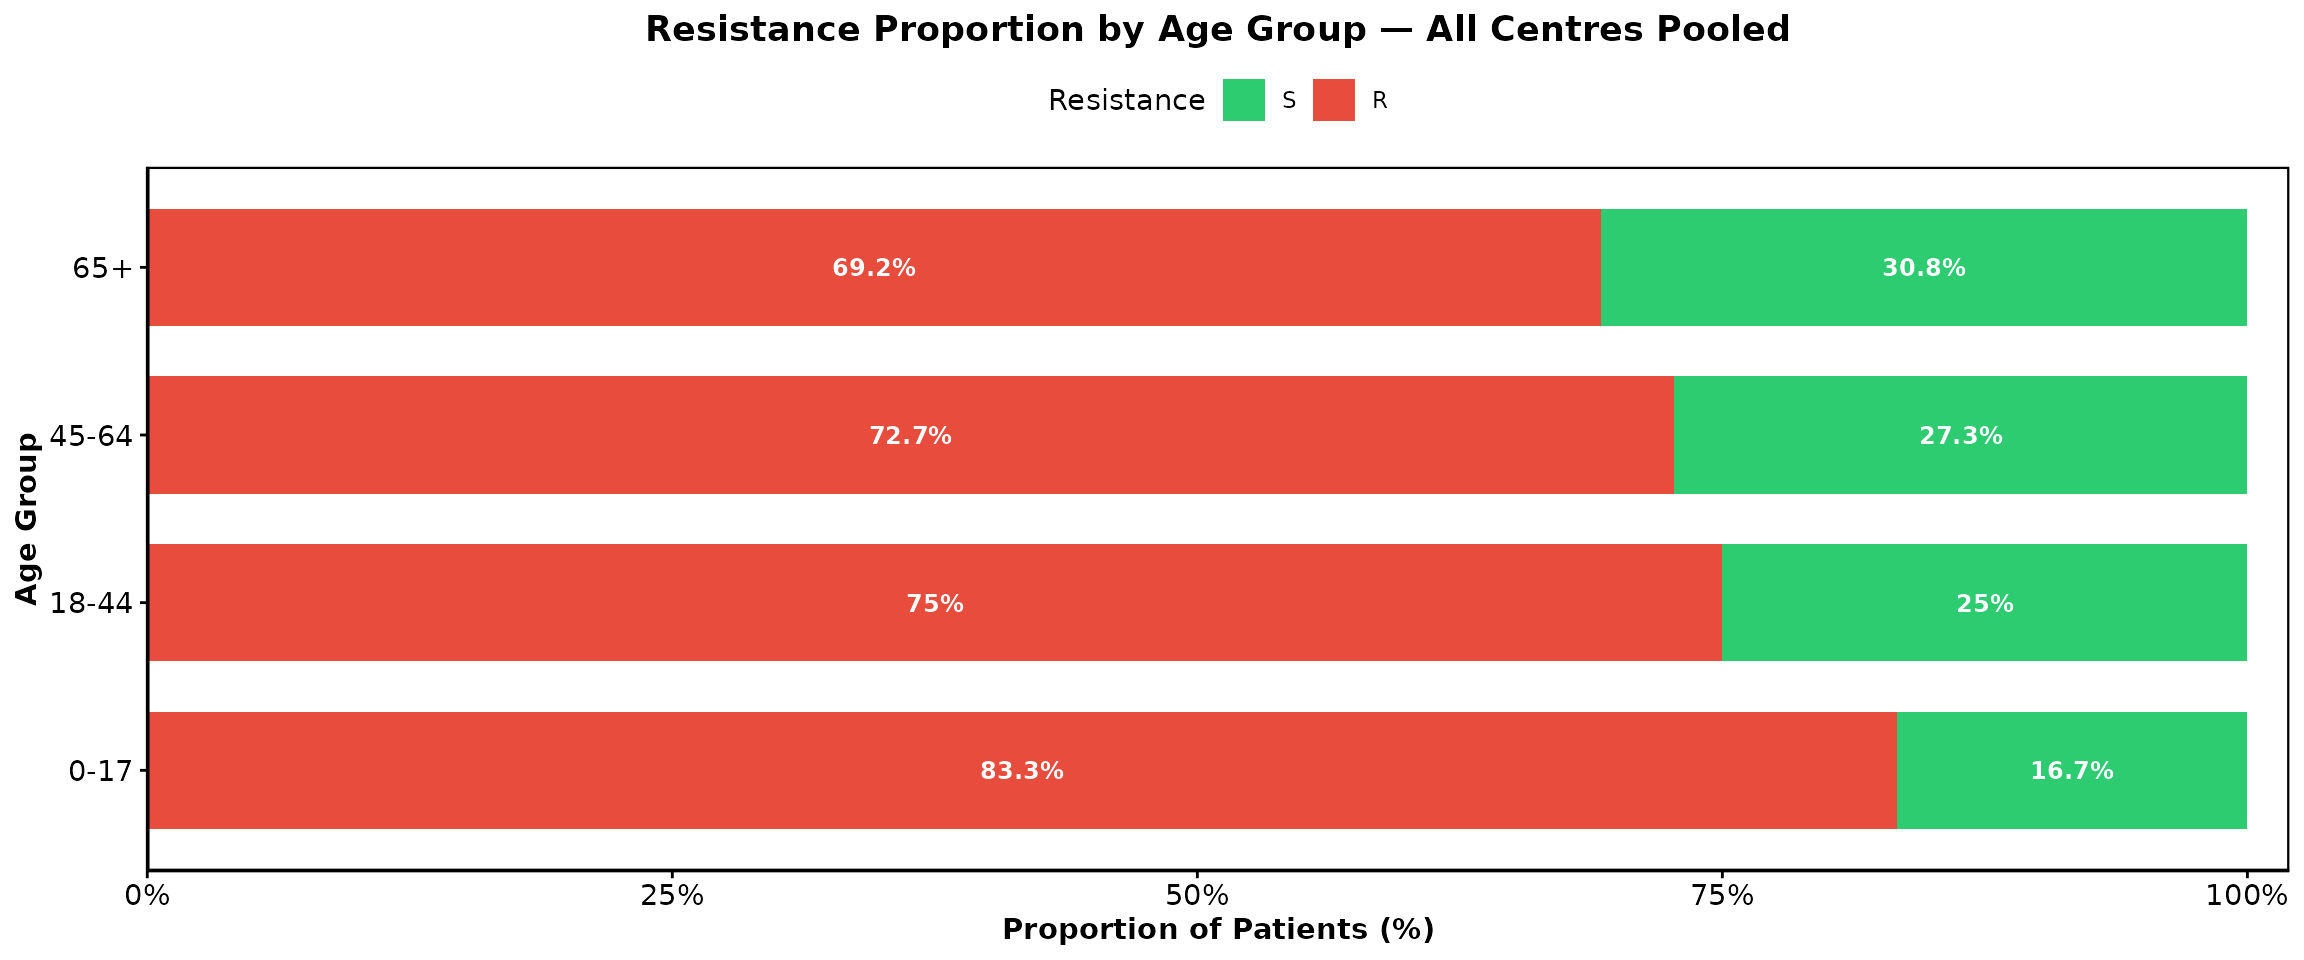 Resistance Proportion by Age Group — All Centres Pooled
Resistance S R
65+ 69.2% 30.8%
45-64 72.7% 27.3%
18-44 75% 25%
0-17 83.3% 16.7%
Age Group
0% 25% 50% 75% 100%
Proportion of Patients (%)